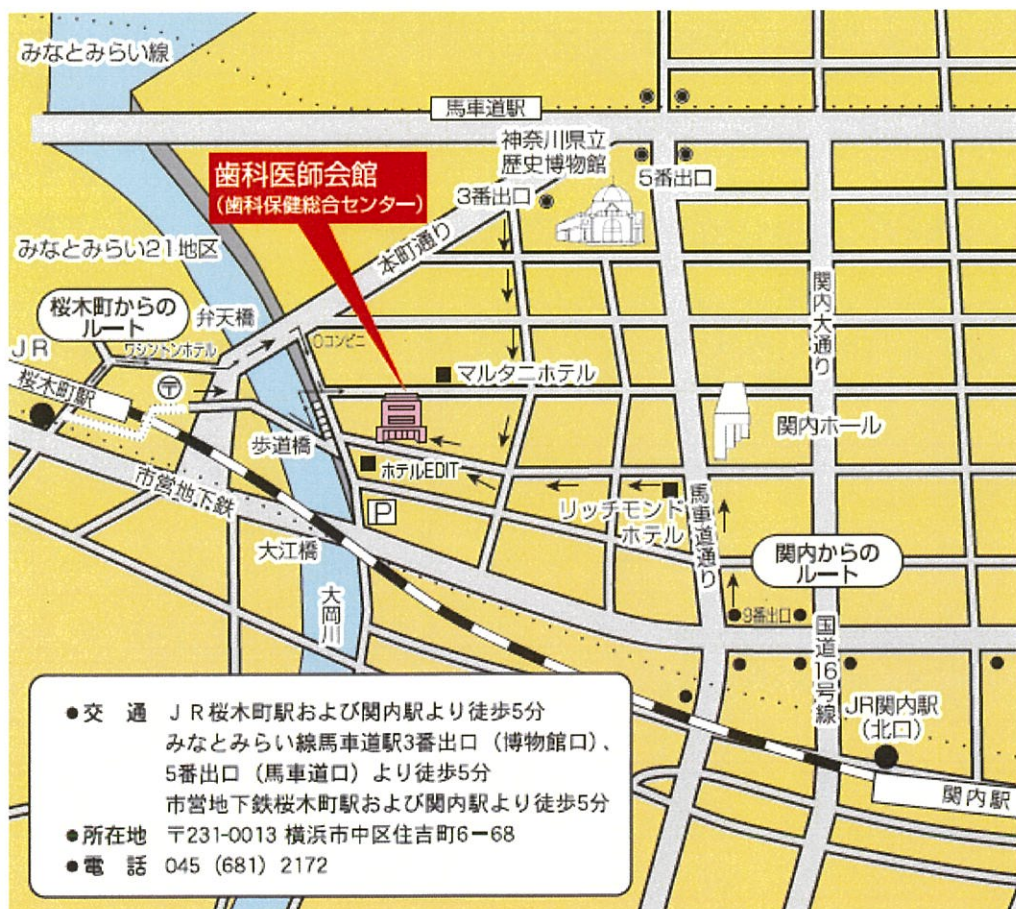 みなとみらい線
馬車道駅
神奈川県立
歴史博物館
歯科医師会館
(歯科保健総合センター)
3番出口
5番出口
みなとみらい21地区
本町通り
桜木町からの
ルート
弁天橋
関内大通り
JR
ワシントンホテル
コンビニ
桜木町駅
〒
マルタニホテル
関内ホール
歩道橋
ホテルEDIT
市営地下鉄
P
リッチモンド
ホテル
馬車道通り
大江橋
関内からの
ルート
大岡川
9番出口
国道16号線
JR関内駅
(北口)
関内駅
●交 通 JR桜木町駅および関内駅より徒歩5分
みなとみらい線馬車道駅3番出口(博物館口)、
5番出口(馬車道口)より徒歩5分
市営地下鉄桜木町駅および関内駅より徒歩5分
●所在地 〒231-0013 横浜市中区住吉町6-68
●電 話 045(681)2172